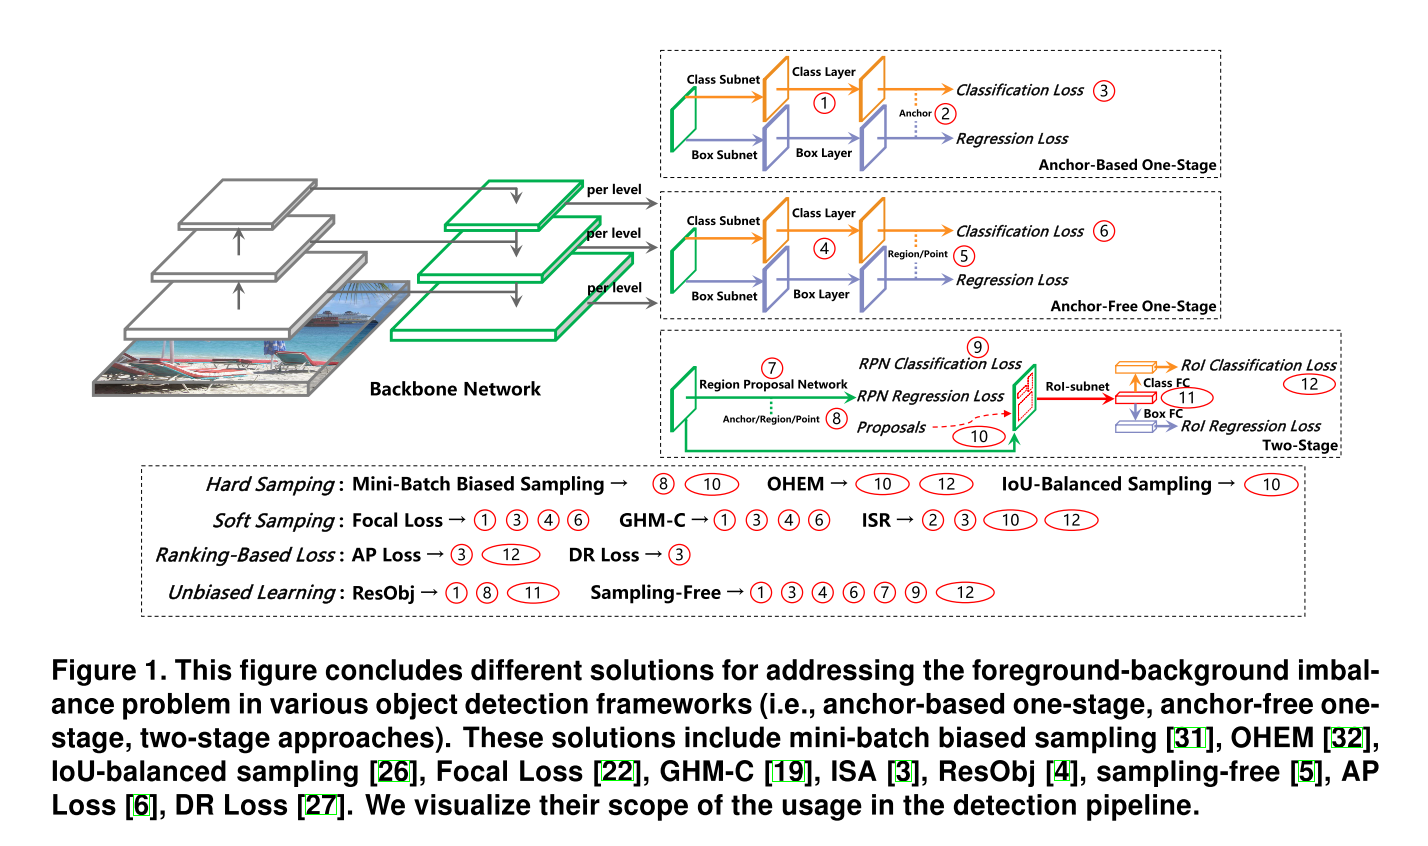 Class Subnet
Class Layer
1
Classification Loss 3
Anchor 2
Box Subnet
Box Layer
Regression Loss
Anchor-Based One-Stage
per level
per level
per level
Class Subnet
Class Layer
4
Classification Loss 6
Region/Point 5
Box Subnet
Box Layer
Regression Loss
Anchor-Free One-Stage
Backbone Network
7
Region Proposal Network
Anchor/Region/Point 8
9
RPN Classification Loss
RPN Regression Loss
Proposals
10
RoI-subnet
Class FC
11
Box FC
RoI Classification Loss
12
RoI Regression Loss
Two-Stage
Hard Samping : Mini-Batch Biased Sampling → 8 10 OHEM → 10 12 IoU-Balanced Sampling → 10
Soft Samping : Focal Loss → 1 3 4 6 GHM-C → 1 3 4 6 ISR → 2 3 10 12
Ranking-Based Loss : AP Loss → 3 12 DR Loss → 3
Unbiased Learning : ResObj → 1 8 11 Sampling-Free → 1 3 4 6 7 9 12
Figure 1. This figure concludes different solutions for addressing the foreground-background imbal-
ance problem in various object detection frameworks (i.e., anchor-based one-stage, anchor-free one-
stage, two-stage approaches). These solutions include mini-batch biased sampling [31], OHEM [32],
IoU-balanced sampling [26], Focal Loss [22], GHM-C [19], ISA [3], ResObj [4], sampling-free [5], AP
Loss [6], DR Loss [27]. We visualize their scope of the usage in the detection pipeline.